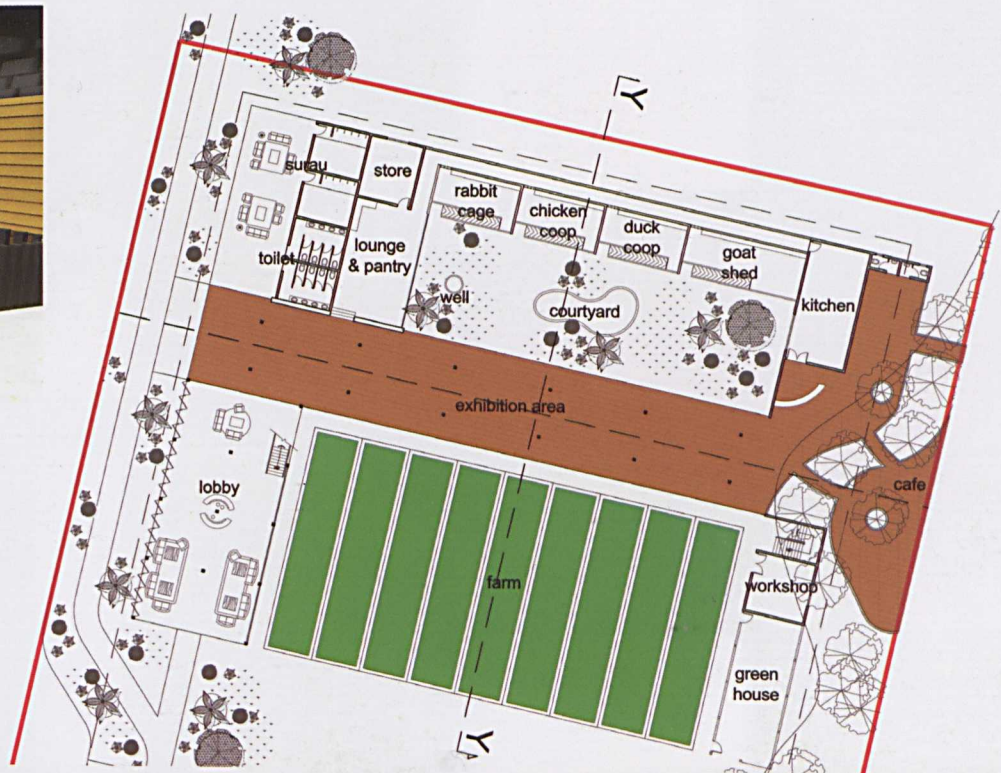 Y
surau
store
rabbit
cage
chicken
coop
duck
coop
goat
shed
toilet
lounge
& pantry
well
courtyard
kitchen
exhibition area
lobby
cafe
farm
workshop
green
house
Y